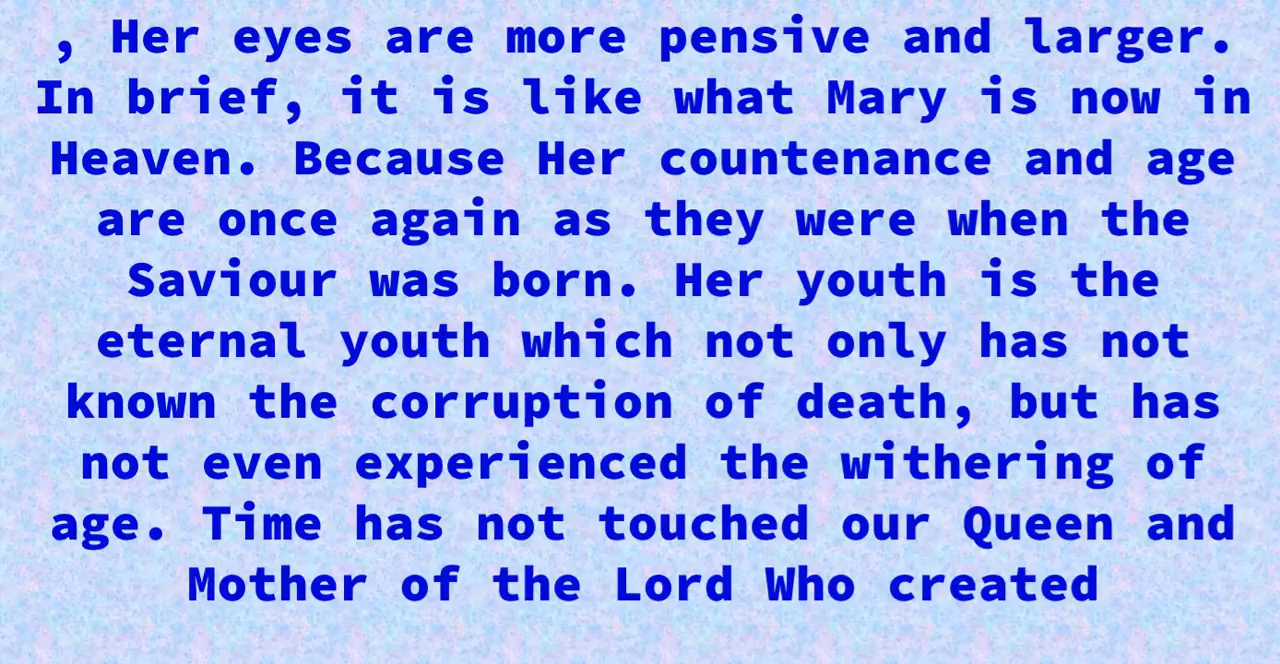 , Her eyes are more pensive and larger.
In brief, it is like what Mary is now in
Heaven. Because Her countenance and age
are once again as they were when the
Saviour was born. Her youth is the
eternal youth which not only has not
known the corruption of death, but has
not even experienced the withering of
age. Time has not touched our Queen and
Mother of the Lord Who created